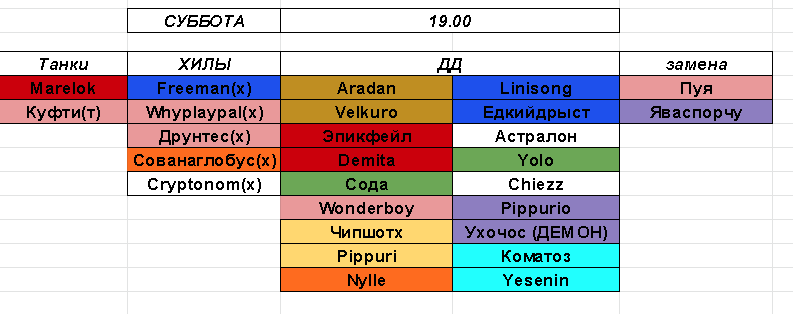 СУББОТА 19.00
Танки ХИЛЫ ДД замена
Marelok Freeman(x) Aradan Linisong Пуя
Куфти(т) Whyplaypal(x) Velkuro Едкийдрыст Яваспорчу
Друнтес(х) Эпикфейл Астралон
Сованаглобус(х) Demita Yolo
Cryptonom(x) Сода Chiezz
Wonderboy Pippurio
Чипшотх Ухочос (ДЕМОН)
Pippuri Коматоз
Nylle Yesenin